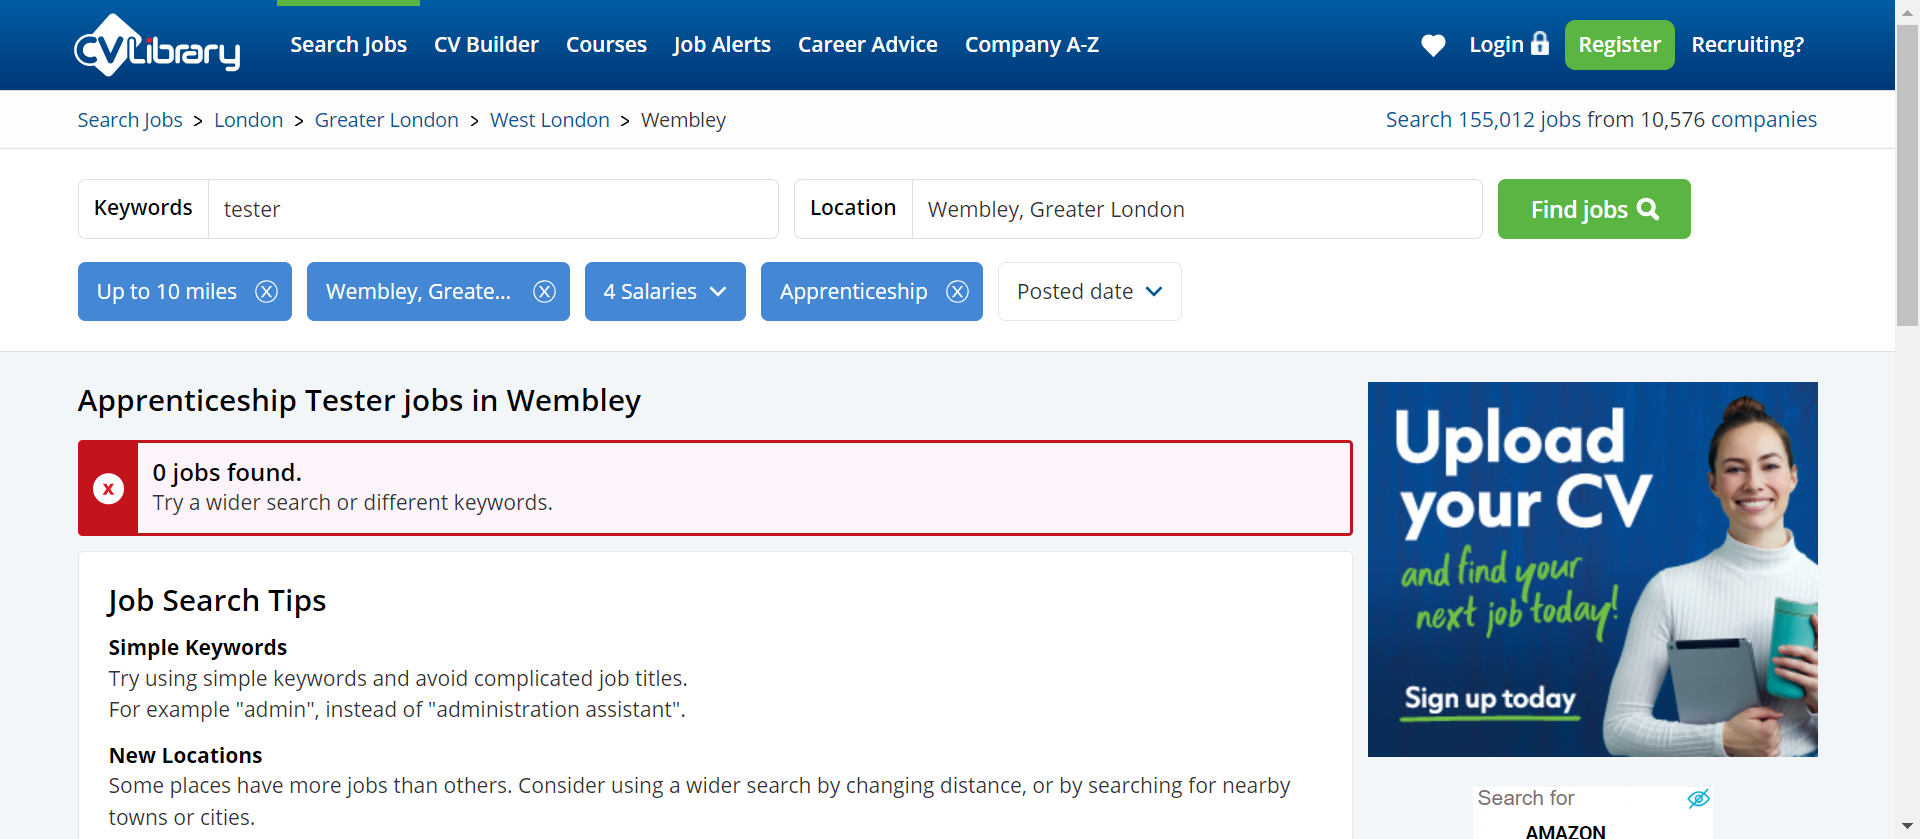 CVLibrary
Search Jobs CV Builder Courses Job Alerts Career Advice Company A-Z Login Register Recruiting?
Search Jobs > London > Greater London > West London > Wembley Search 155,012 jobs from 10,576 companies
Keywords tester Location Wembley, Greater London Find jobs
Up to 10 miles Wembley, Greate... 4 Salaries Apprenticeship Posted date
Apprenticeship Tester jobs in Wembley
0 jobs found.
Try a wider search or different keywords.
Job Search Tips
Simple Keywords
Try using simple keywords and avoid complicated job titles.
For example "admin", instead of "administration assistant".
New Locations
Some places have more jobs than others. Consider using a wider search by changing distance, or by searching for nearby
towns or cities.
Upload
your CV
and find your
next job today!
Sign up today
Search for
AMAZON